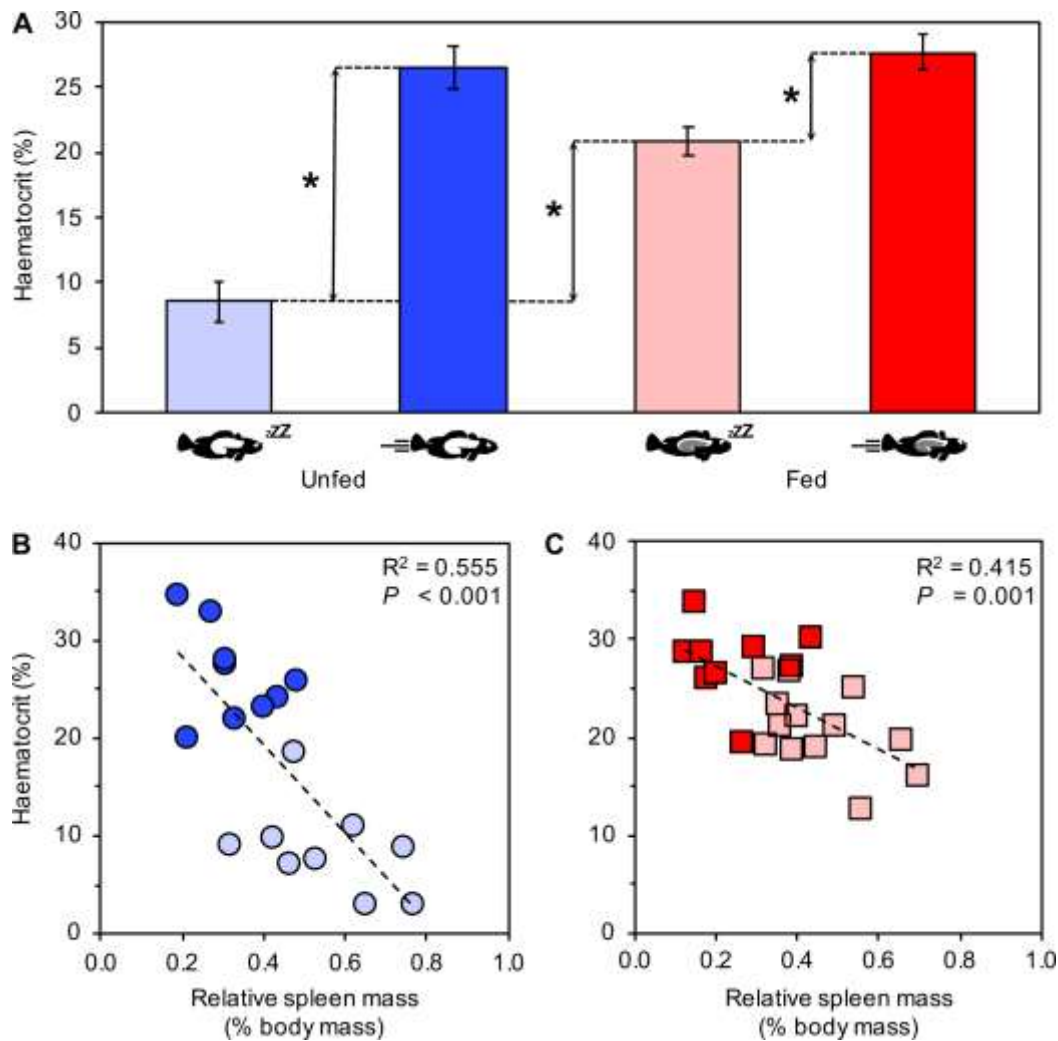 A
30
25
20
15
10
5
0
Haematocrit (%)
*
*
*
zZZ
zZZ
Unfed
Fed
B
40
30
20
10
0
Haematocrit (%)
R² = 0.555
P < 0.001
0.0 0.2 0.4 0.6 0.8 1.0
Relative spleen mass
(% body mass)
C
40
30
20
10
0
R² = 0.415
P = 0.001
0.0 0.2 0.4 0.6 0.8 1.0
Relative spleen mass
(% body mass)